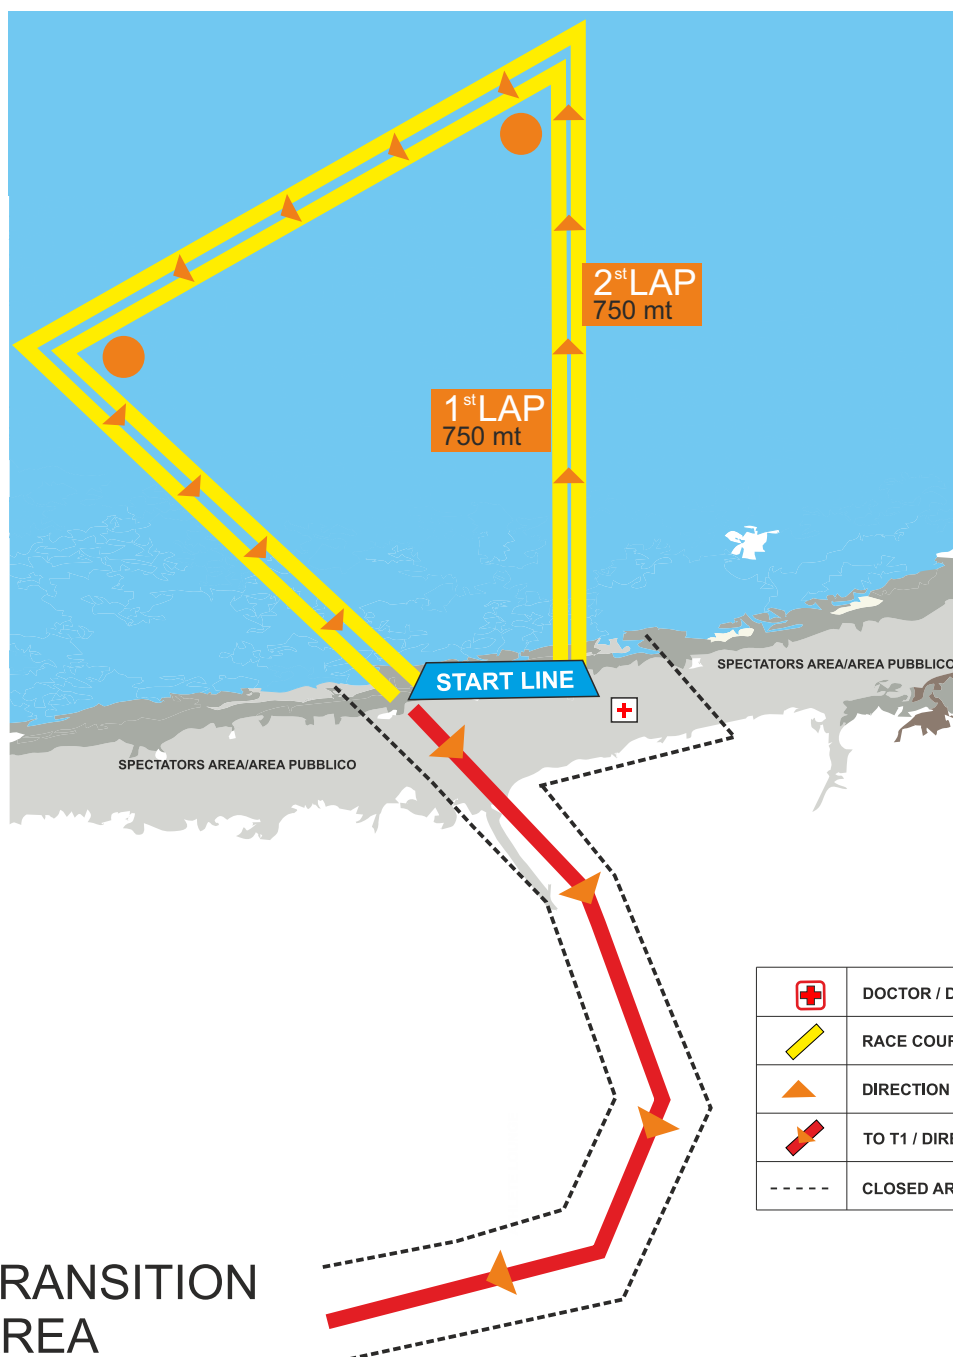 2st LAP
750 mt
1st LAP
750 mt
START LINE
SPECTATORS AREA/AREA PUBBLICO
SPECTATORS AREA/AREA PUBBLICO
DOCTOR / D
RACE COUR
DIRECTION
TO T1 / DIRE
CLOSED AR
RANSITION
REA